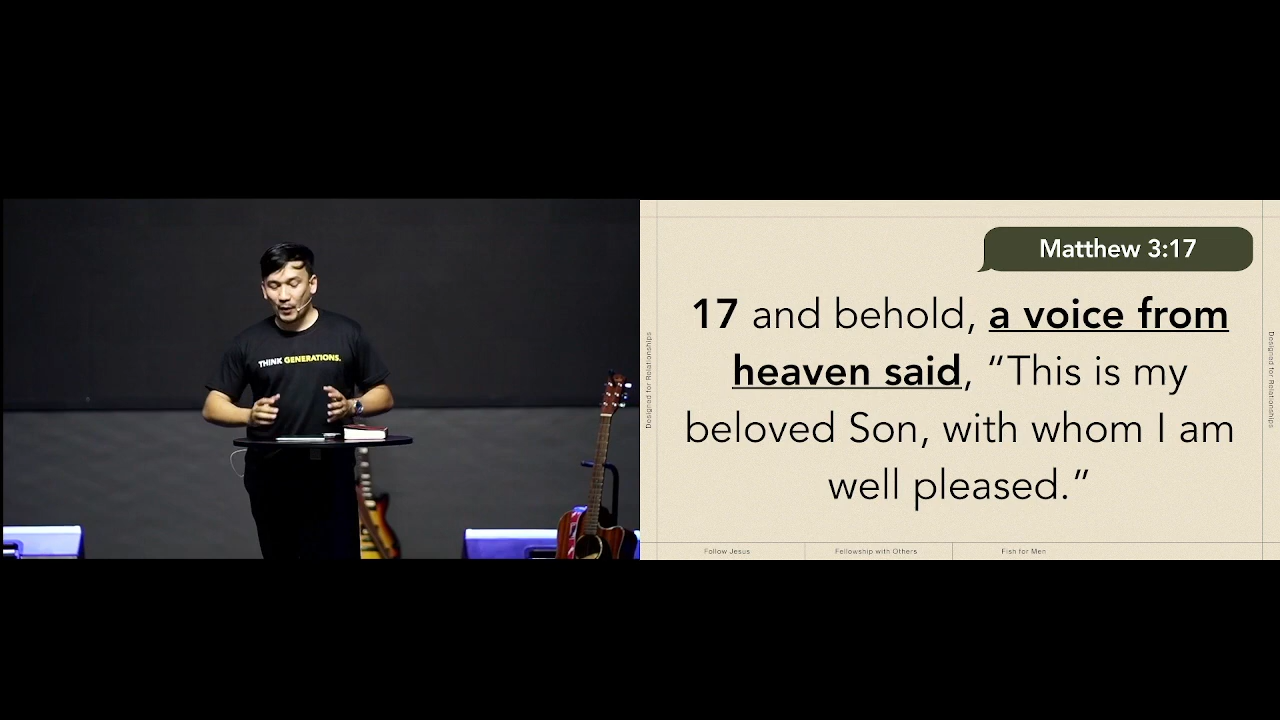 THINK GENERATIONS.
Matthew 3:17
17 and behold, a voice from
heaven said, “This is my
beloved Son, with whom I am
well pleased.”
Designed for Relationships
Designed for Relationships
Follow Jesus
Fellowship with Others
Fish for Men